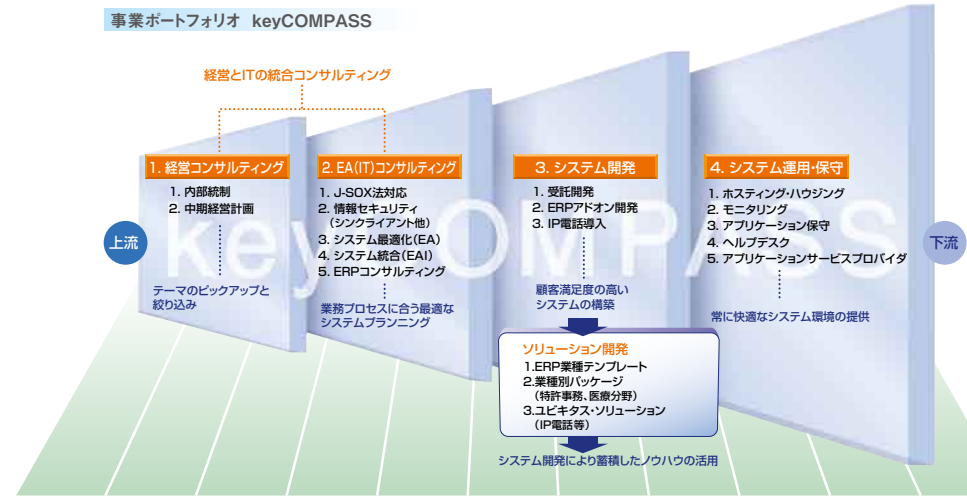 事業ポートフォリオ keyCOMPASS
経営とITの統合コンサルティング
keyCOMPASS
上流
1. 経営コンサルティング
1. 内部統制
2. 中期経営計画
テーマのピックアップと
絞り込み
2. EA(IT)コンサルティング
1. J-SOX法対応
2. 情報セキュリティ
(シンクライアント他)
3. システム最適化(EA)
4. システム統合(EAI)
5. ERPコンサルティング
業務プロセスに合う最適な
システムプランニング
3. システム開発
1. 受託開発
2. ERPアドオン開発
3. IP電話導入
顧客満足度の高い
システムの構築
ソリューション開発
1.ERP業種テンプレート
2.業種別パッケージ
(特許事務、医療分野)
3.ユビキタス・ソリューション
(IP電話等)
システム開発により蓄積したノウハウの活用
4. システム運用・保守
1. ホスティング・ハウジング
2. モニタリング
3. アプリケーション保守
4. ヘルプデスク
5. アプリケーションサービスプロバイダ
常に快適なシステム環境の提供
下流